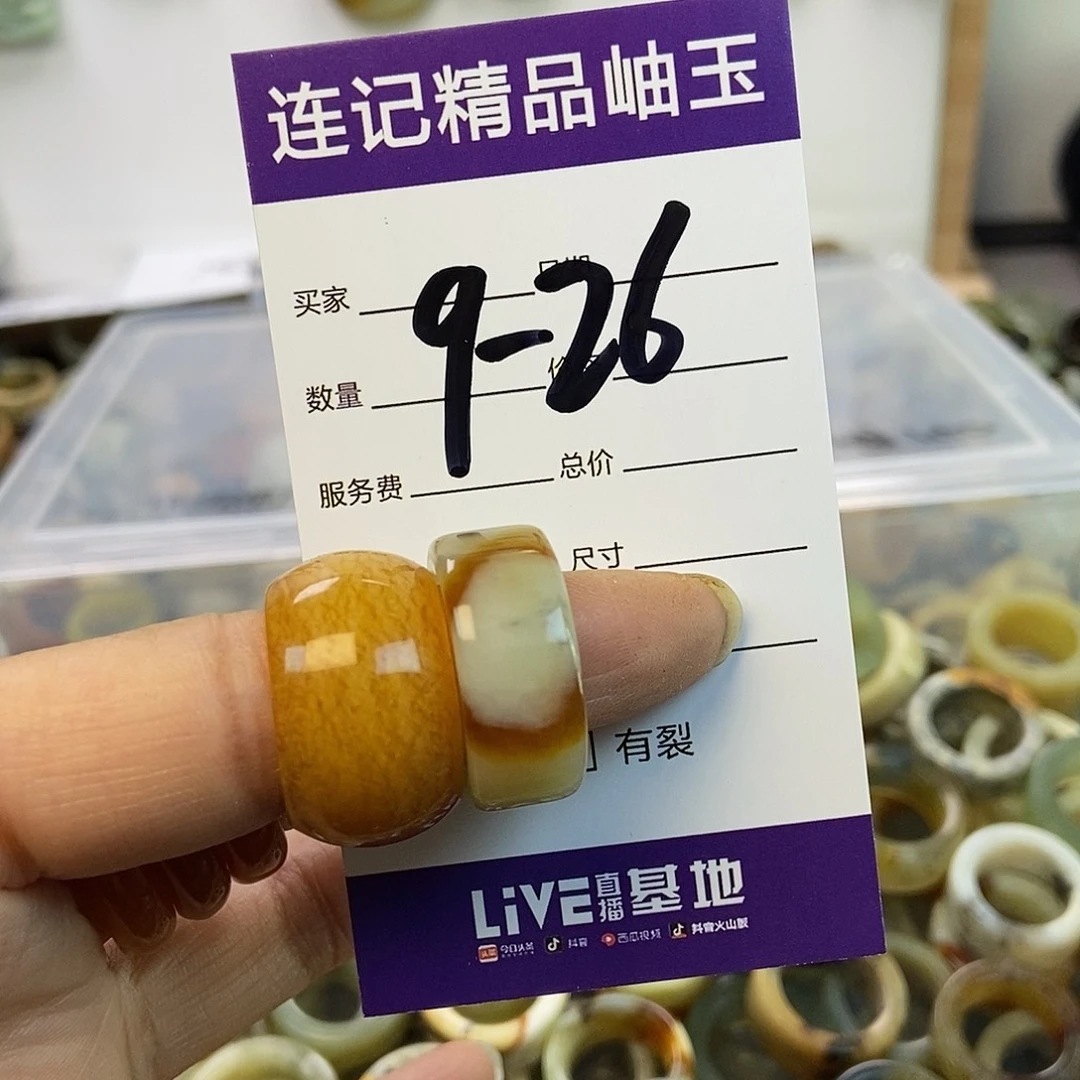 连记精品岫玉
买家
日期
9-26
数量
价格
服务费
总价
尺寸
有裂
LiVE直播基地
今日头条 抖音 西瓜视频 抖音火山版